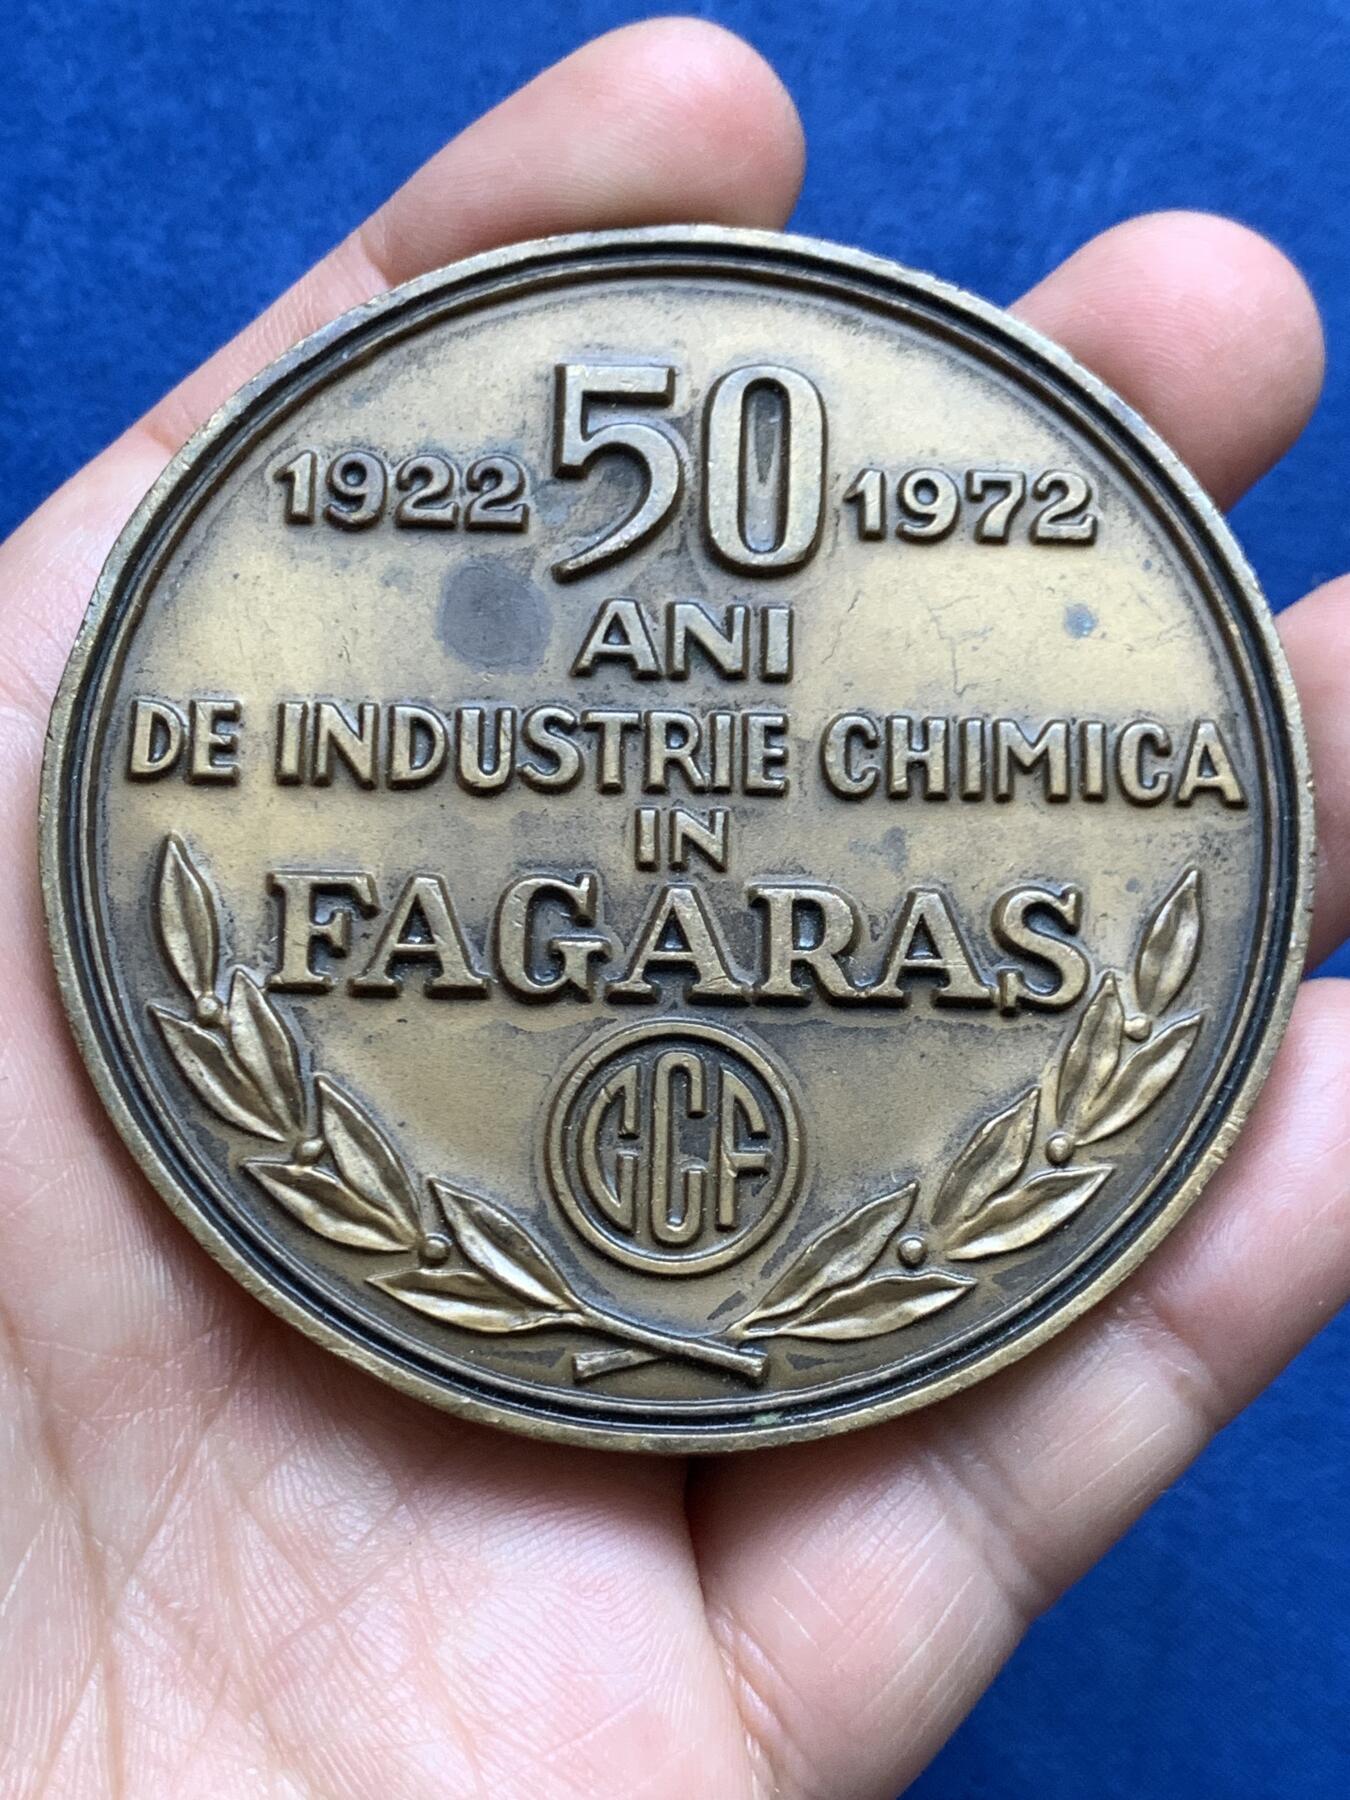 1922 50 1972
ANI
DE INDUSTRIE CHIMICA
IN
FAGARAS
CCF